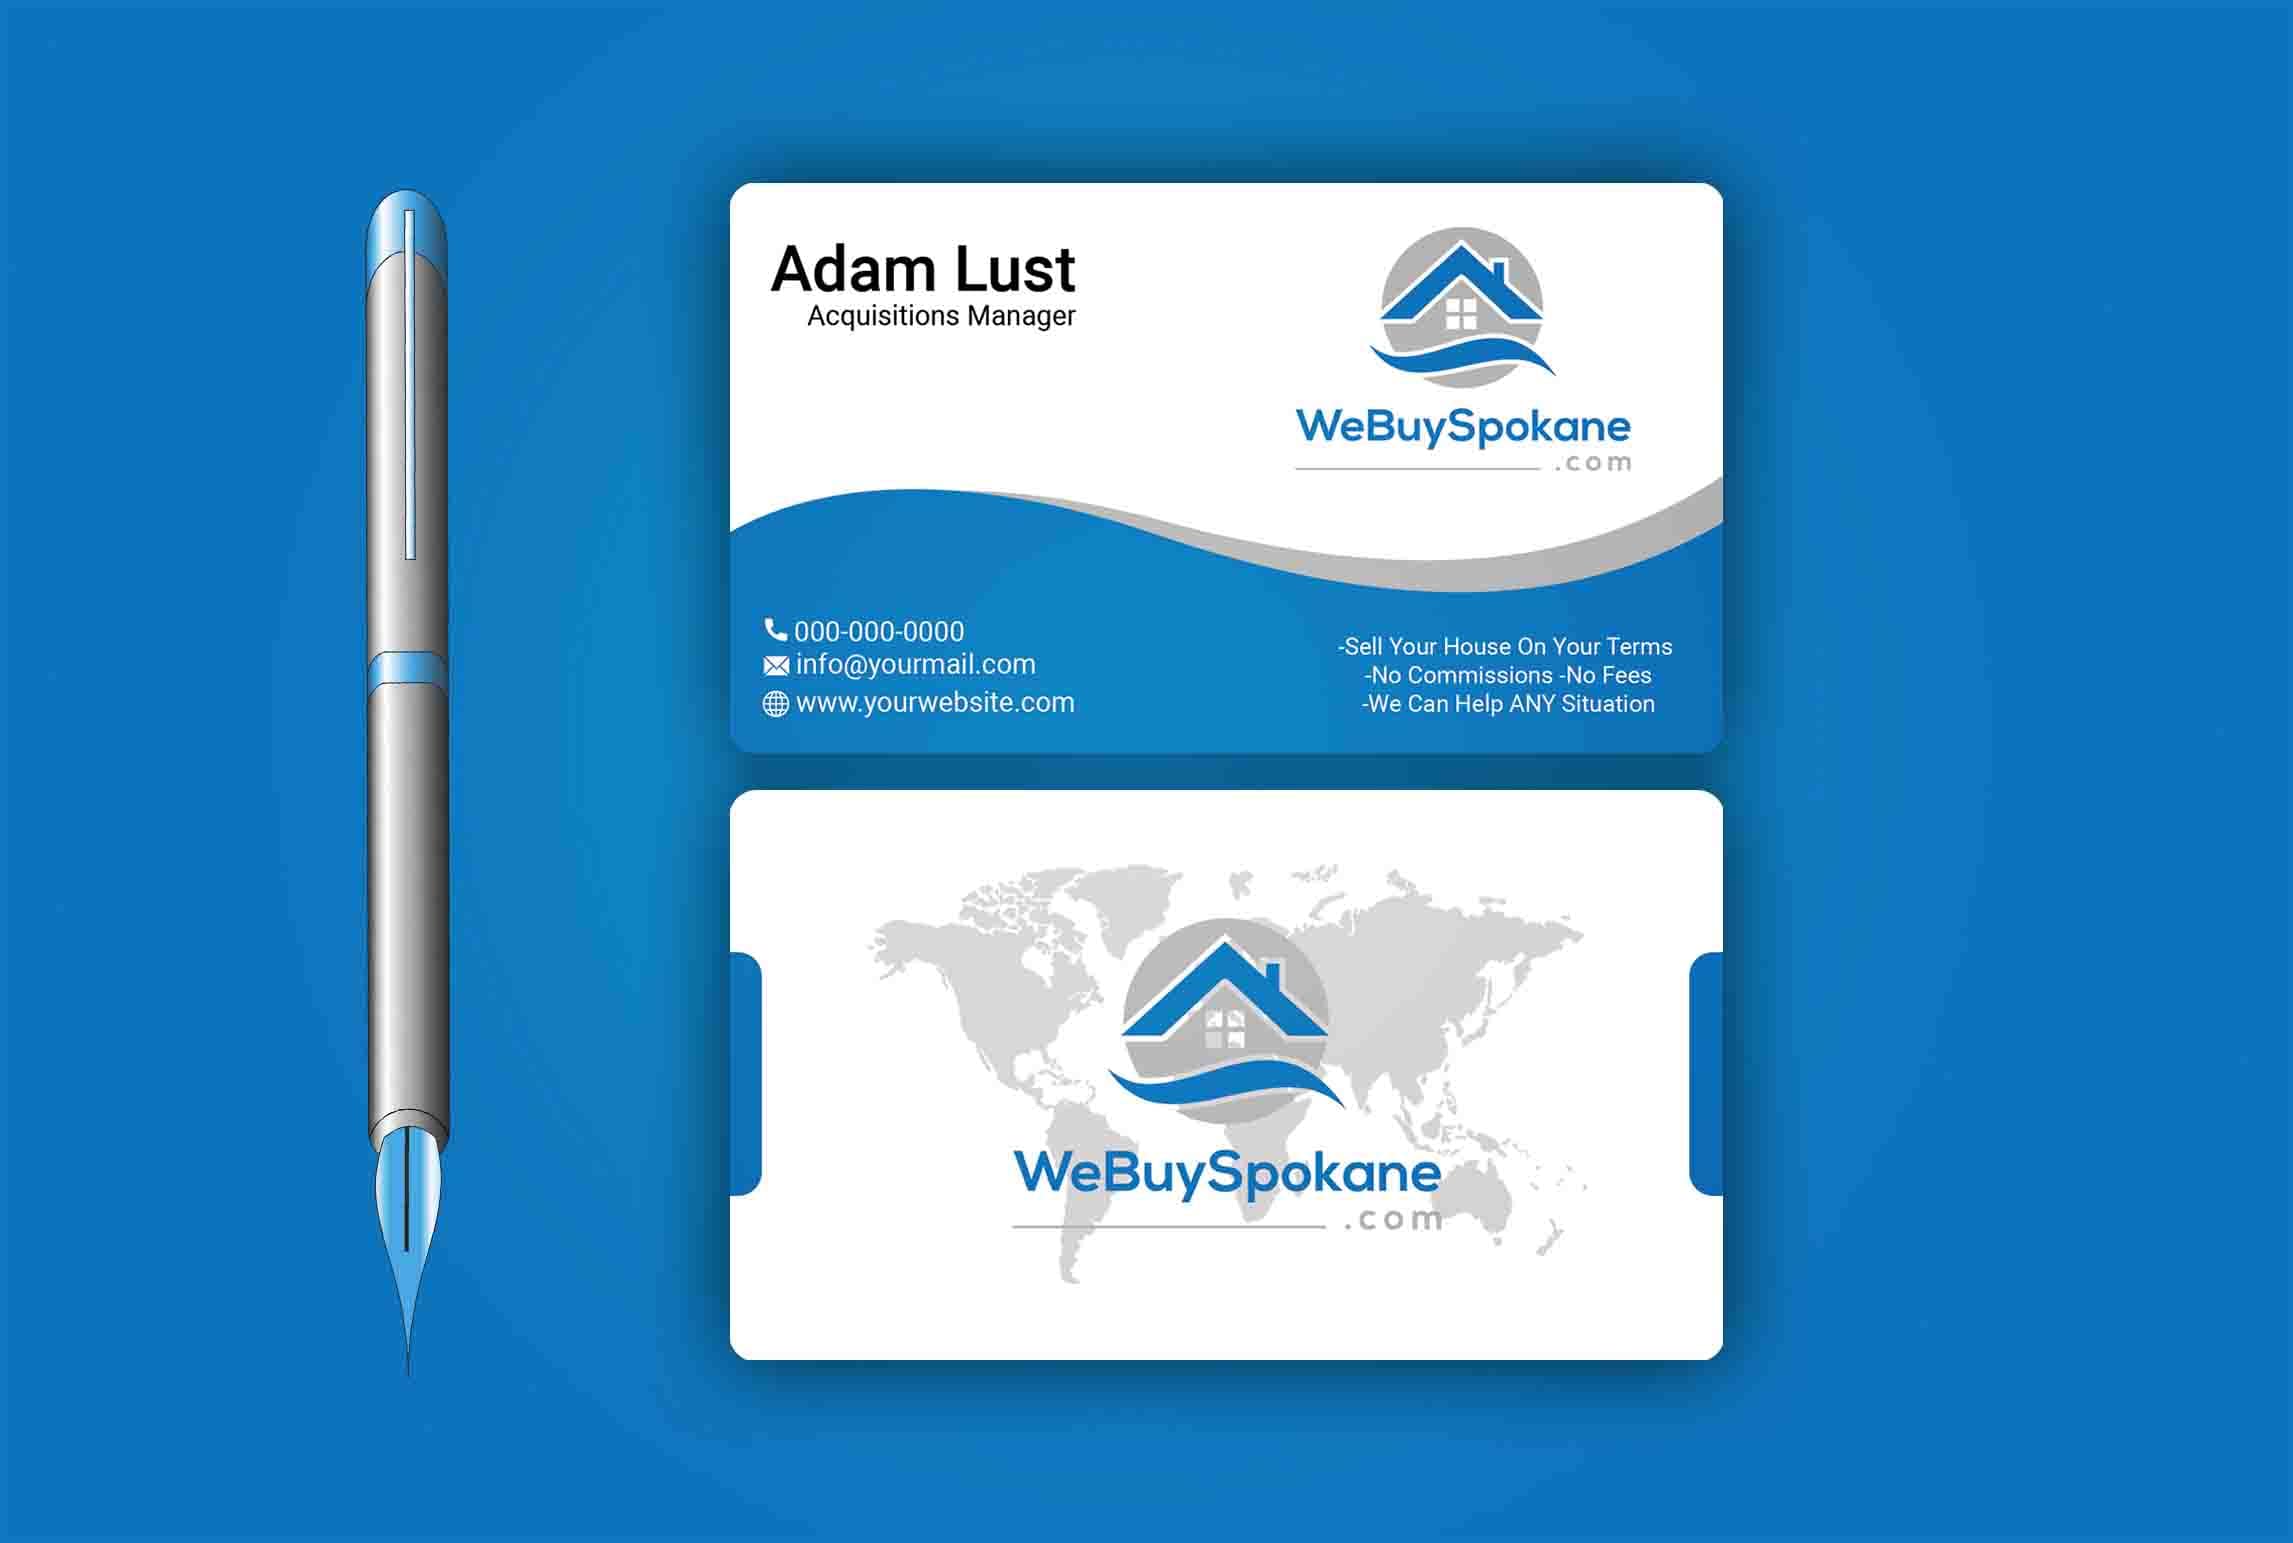 Adam Lust
Acquisitions Manager
WeBuySpokane
.com
000-000-0000
info@yourmail.com
www.yourwebsite.com
-Sell Your House On Your Terms
-No Commissions -No Fees
-We Can Help ANY Situation
WeBuySpokane
.com